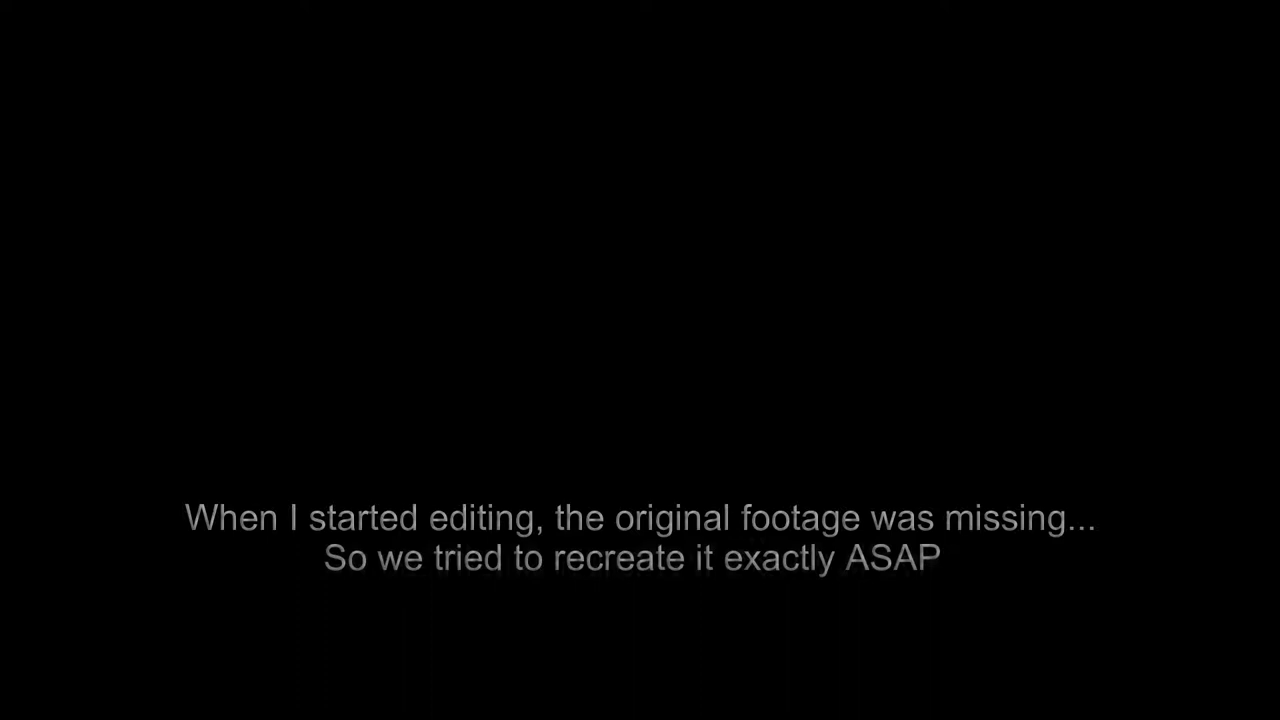 When I started editing, the original footage was missing...
So we tried to recreate it exactly ASAP